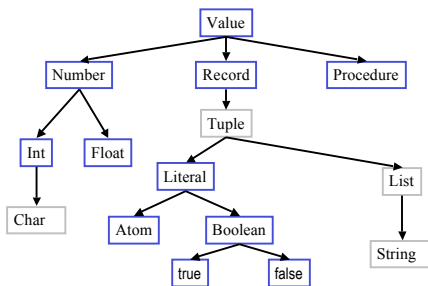 Value
Number Record Procedure
Tuple
Int Float
Literal List
Char Atom Boolean
String
true false